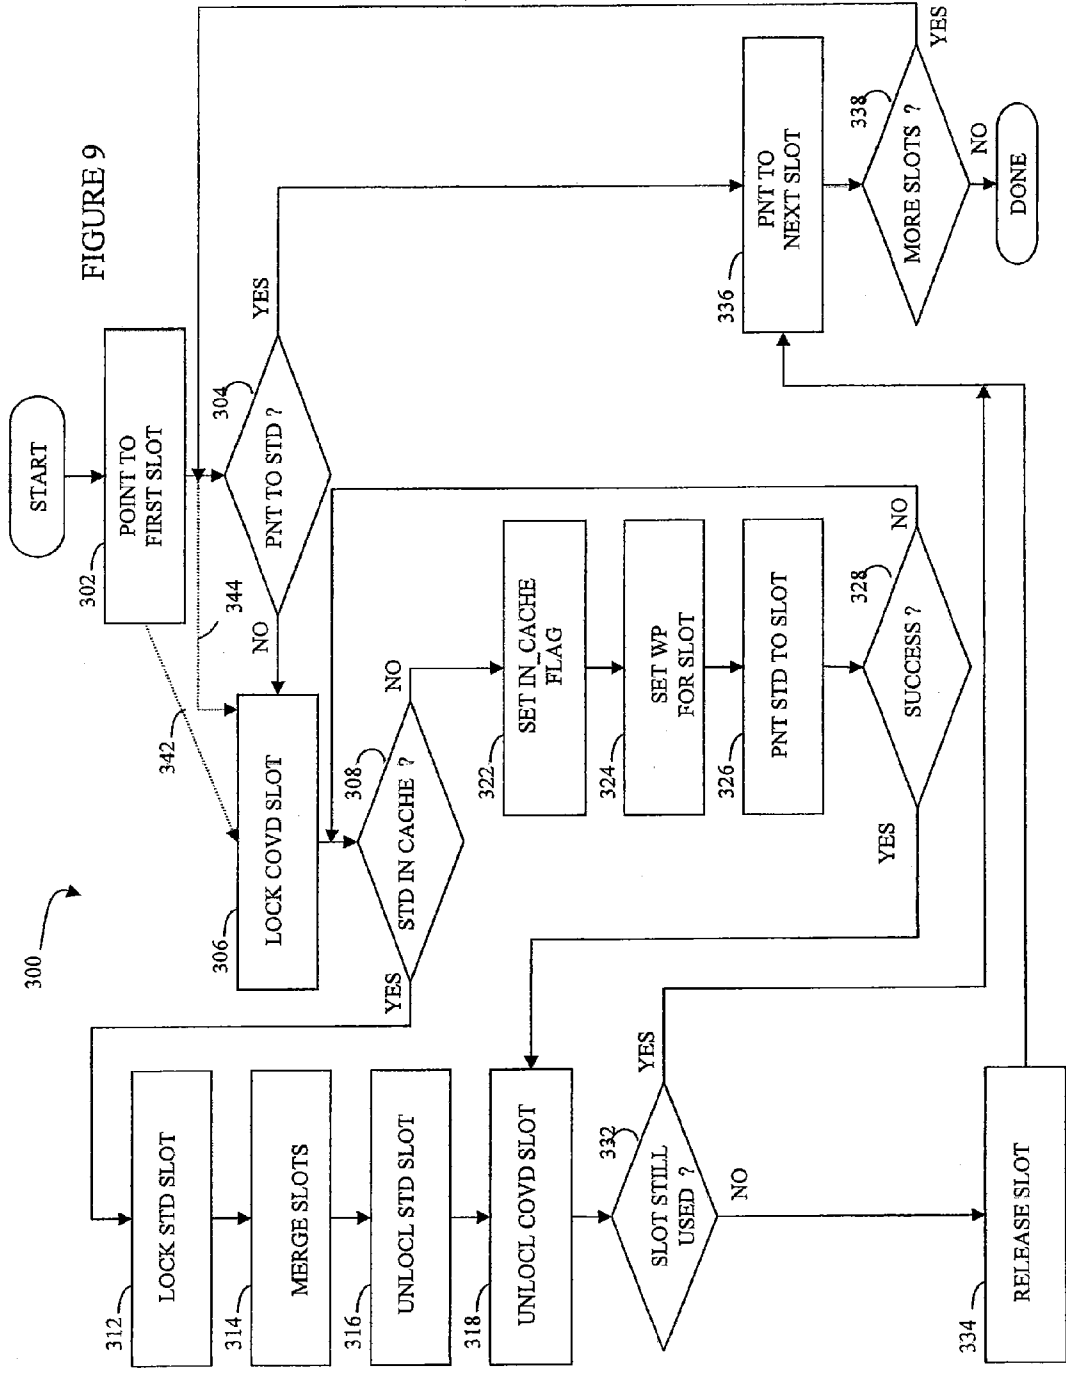 FIGURE 9
300
START
302
POINT TO
FIRST SLOT
342
344
304
PNT TO STD ?
YES
NO
306
LOCK COVD SLOT
308
STD IN CACHE ?
YES
NO
312
LOCK STD SLOT
314
MERGE SLOTS
316
UNLOCL STD SLOT
318
UNLOCL COVD SLOT
322
SET IN_CACHE
FLAG
324
SET WP
FOR SLOT
326
PNT STD TO SLOT
328
SUCCESS ?
YES
NO
332
SLOT STILL
USED ?
YES
NO
334
RELEASE SLOT
336
PNT TO
NEXT SLOT
338
MORE SLOTS ?
YES
NO
DONE